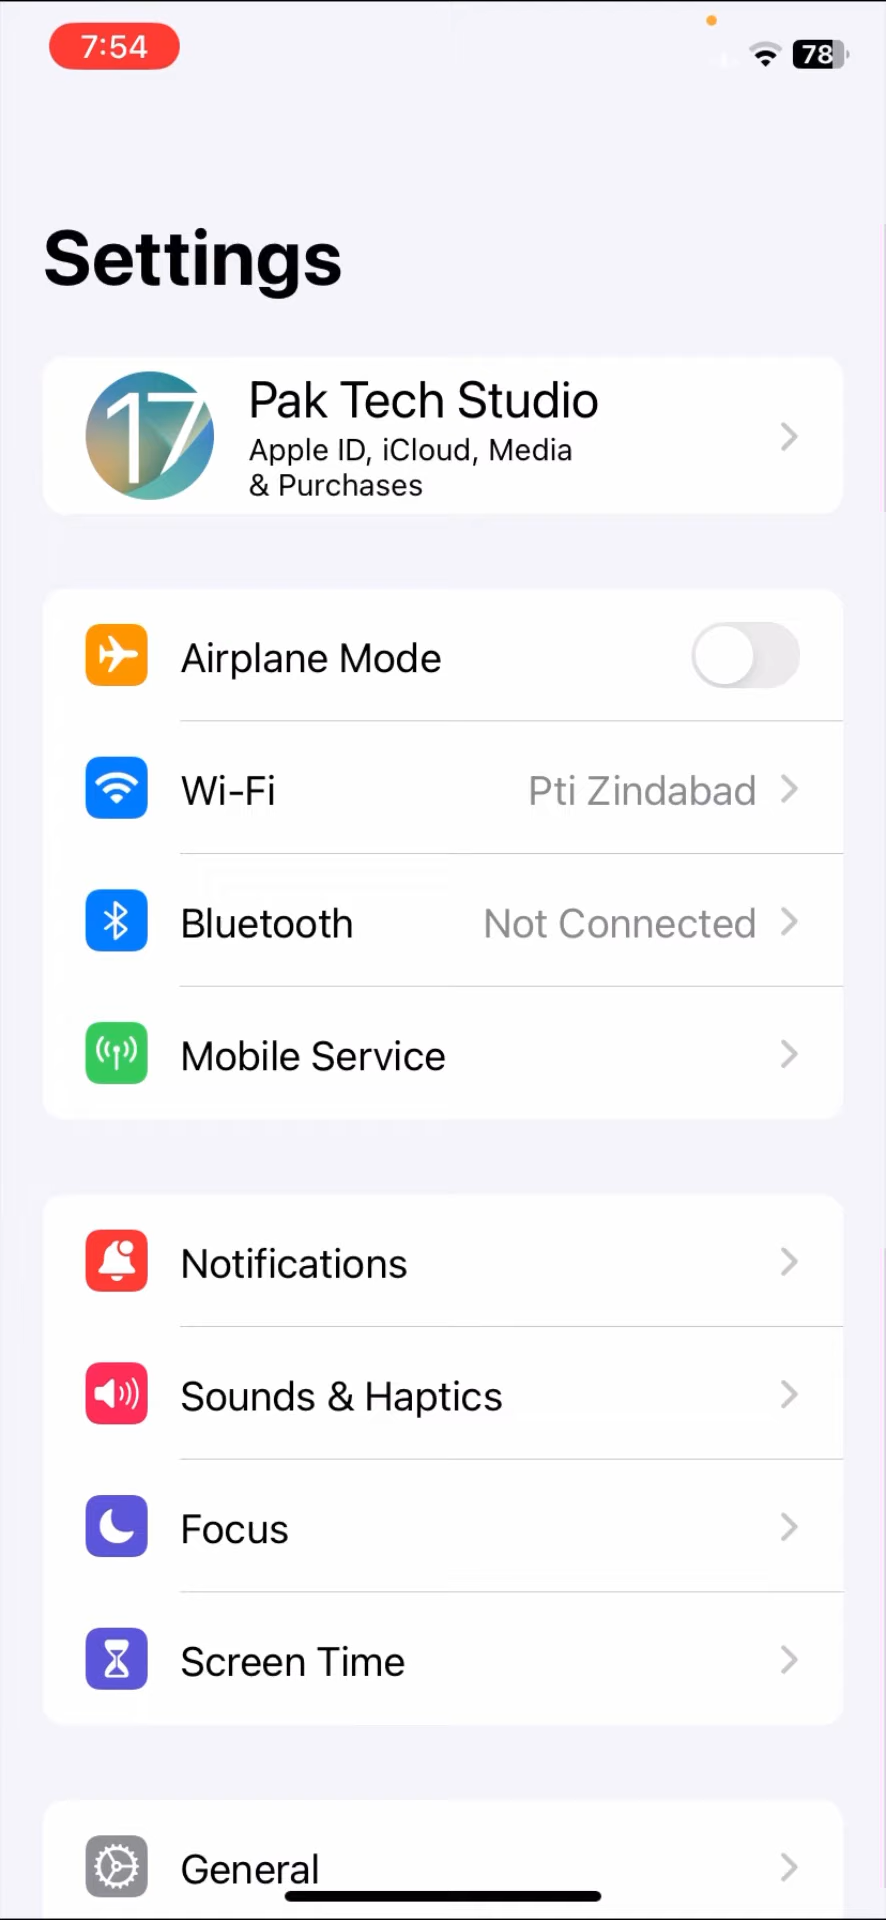 7:54
78
Settings
17
Pak Tech Studio
Apple ID, iCloud, Media
& Purchases
Airplane Mode
Wi-Fi Pti Zindabad
Bluetooth Not Connected
Mobile Service
Notifications
Sounds & Haptics
Focus
Screen Time
General